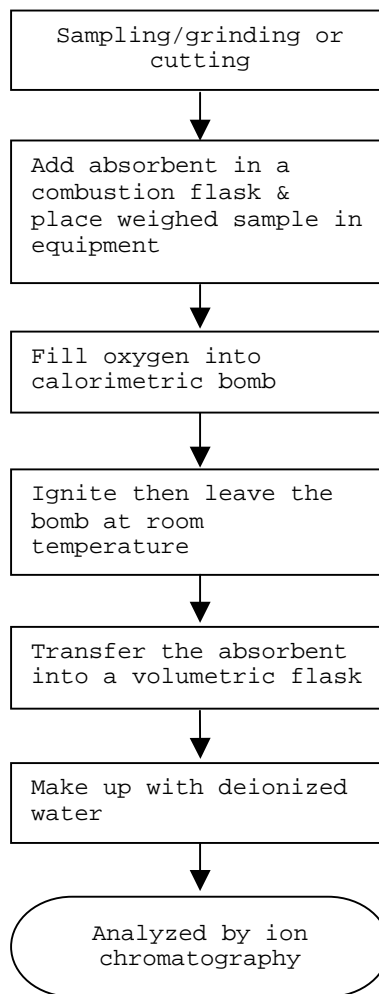 Sampling/grinding or
cutting
Add absorbent in a
combustion flask &
place weighed sample in
equipment
Fill oxygen into
calorimetric bomb
Ignite then leave the
bomb at room
temperature
Transfer the absorbent
into a volumetric flask
Make up with deionized
water
Analyzed by ion
chromatography